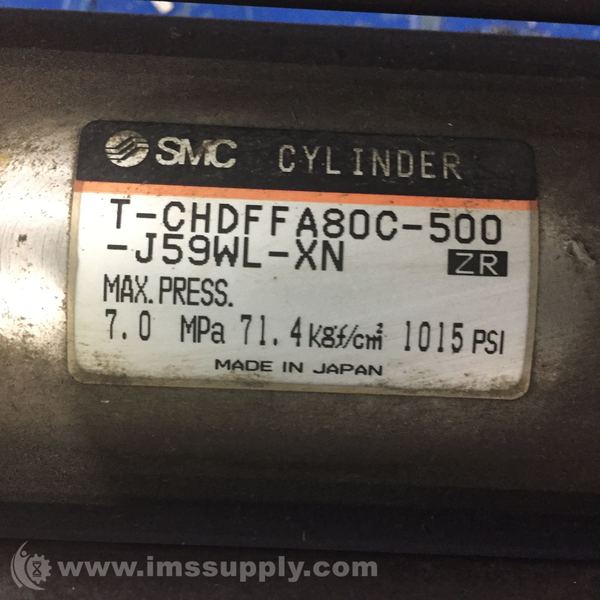 SMC CYLINDER
T-CHDFFA80C-500
-J59WL-XN ZR
MAX.PRESS.
7.0 MPa 71.4 kgf/cm² 1015 PSI
MADE IN JAPAN
www.imssupply.com